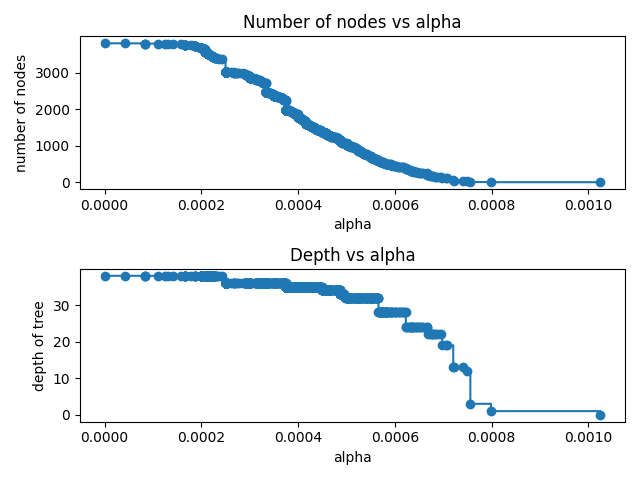 Number of nodes vs alpha
number of nodes
3000
2000
1000
0
0.0000 0.0002 0.0004 0.0006 0.0008 0.0010
alpha
Depth vs alpha
depth of tree
30
20
10
0
0.0000 0.0002 0.0004 0.0006 0.0008 0.0010
alpha